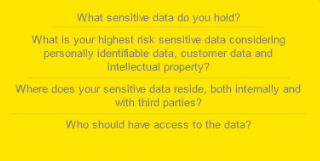 What sensitive data do you hold?
What is your highest risk sensitive data considering
personally identifiable data, customer data and
intellectual property?
Where does your sensitive data reside, both internally and
with third parties?
Who should have access to the data?